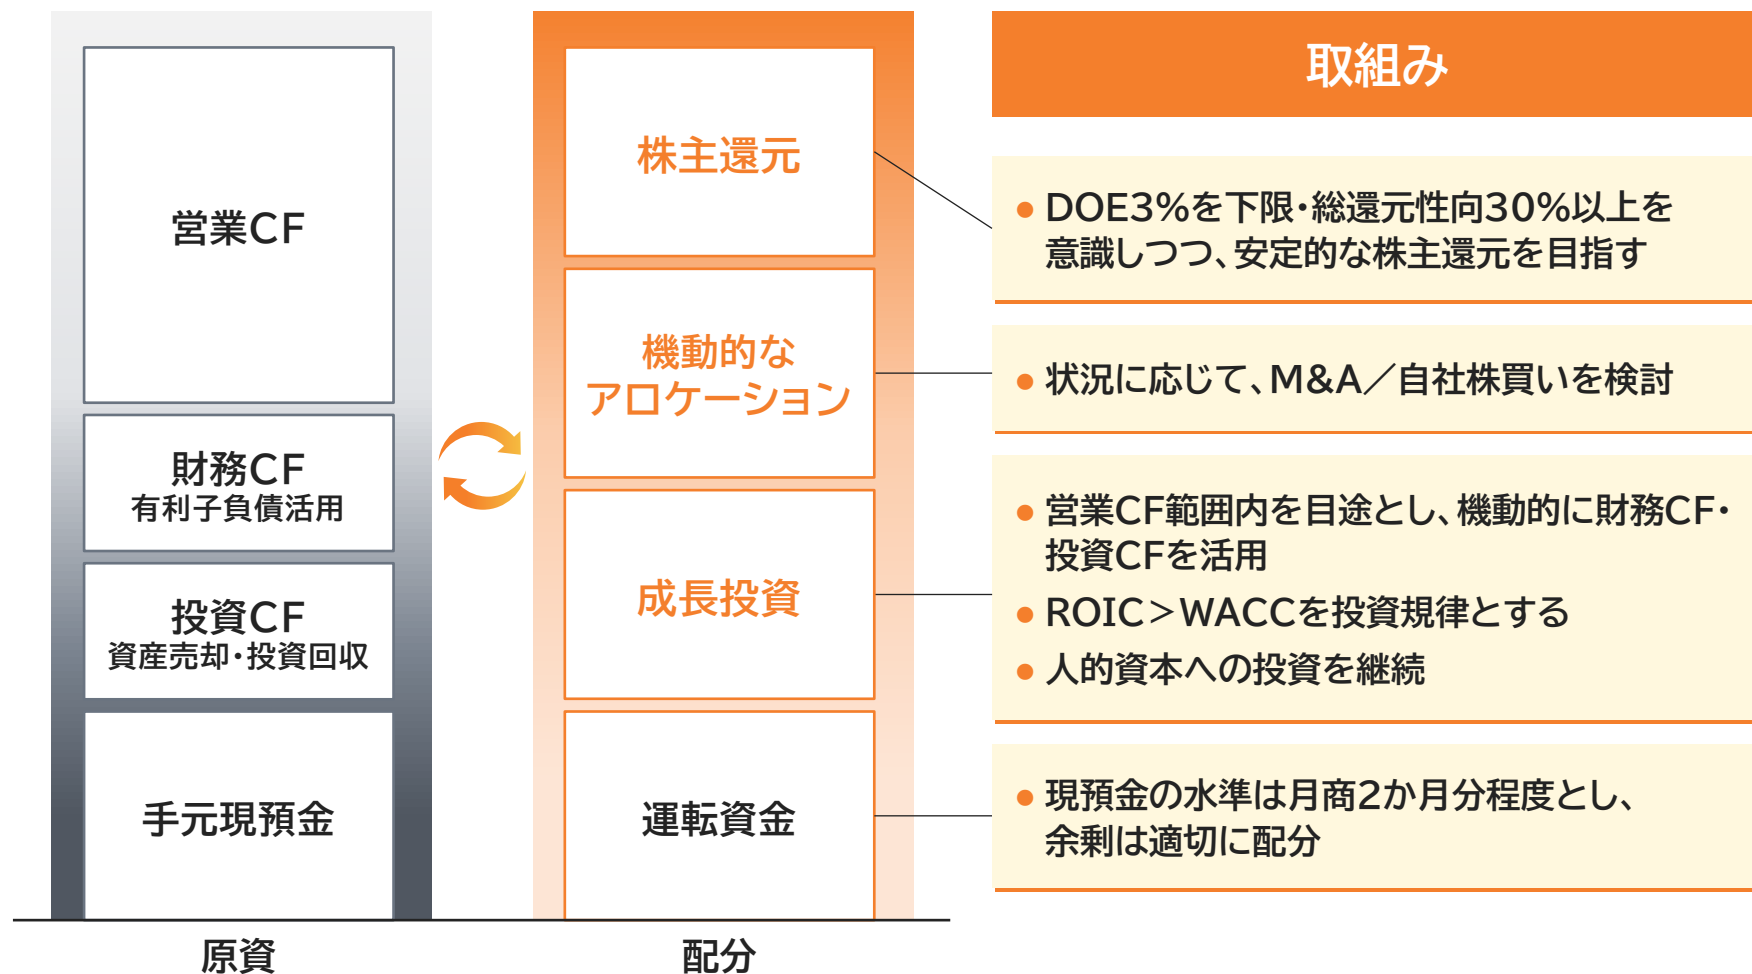 営業CF
財務CF
有利子負債活用
投資CF
資産売却・投資回収
手元現預金
原資
株主還元
機動的な
アロケーション
成長投資
運転資金
配分
取組み
● DOE3%を下限・総還元性向30%以上を
意識しつつ、安定的な株主還元を目指す
● 状況に応じて、M&A／自社株買いを検討
● 営業CF範囲内を目途とし、機動的に財務CF・
投資CFを活用
● ROIC＞WACCを投資規律とする
● 人的資本への投資を継続
● 現預金の水準は月商2か月分程度とし、
余剰は適切に配分